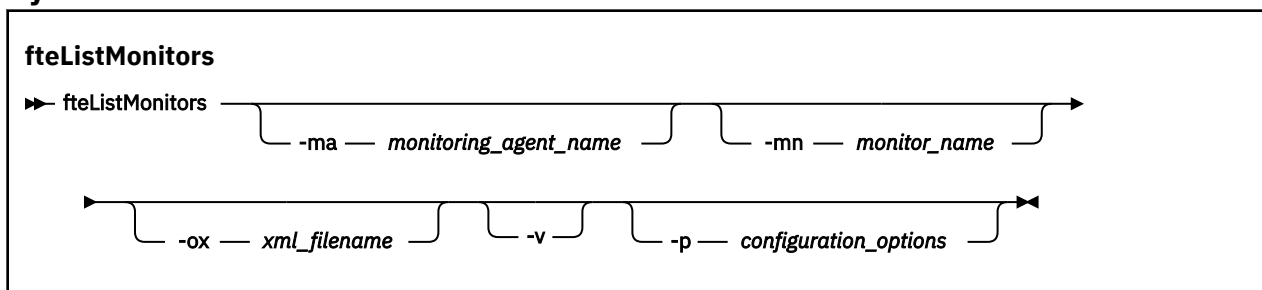 fteListMonitors
fteListMonitors
-ma monitoring_agent_name -mn monitor_name
-ox xml_filename -v -p configuration_options